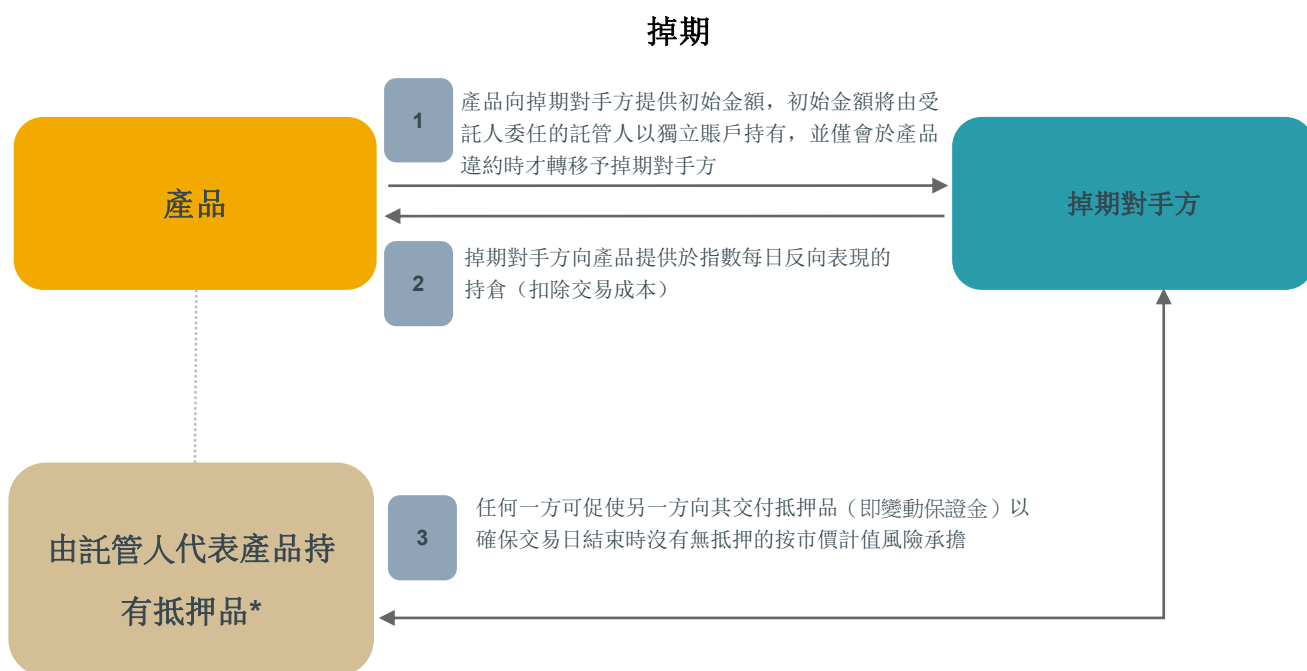 掉期
1
產品向掉期對手方提供初始金額，初始金額將由受
託人委任的託管人以獨立賬戶持有，並僅會於產品
違約時才轉移予掉期對手方
產品
掉期對手方
2
掉期對手方向產品提供於指數每日反向表現的
持倉（扣除交易成本）
由託管人代表產品持
有抵押品*
3
任何一方可促使另一方向其交付抵押品（即變動保證金）以
確保交易日結束時沒有無抵押的按市價計值風險承擔